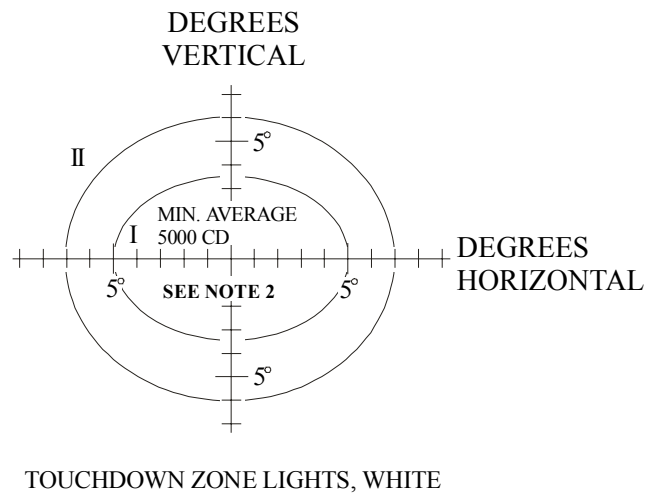 DEGREES
VERTICAL
5°
II
MIN. AVERAGE
I
5000 CD
DEGREES
HORIZONTAL
5°
SEE NOTE 2
5°
5°
TOUCHDOWN ZONE LIGHTS, WHITE